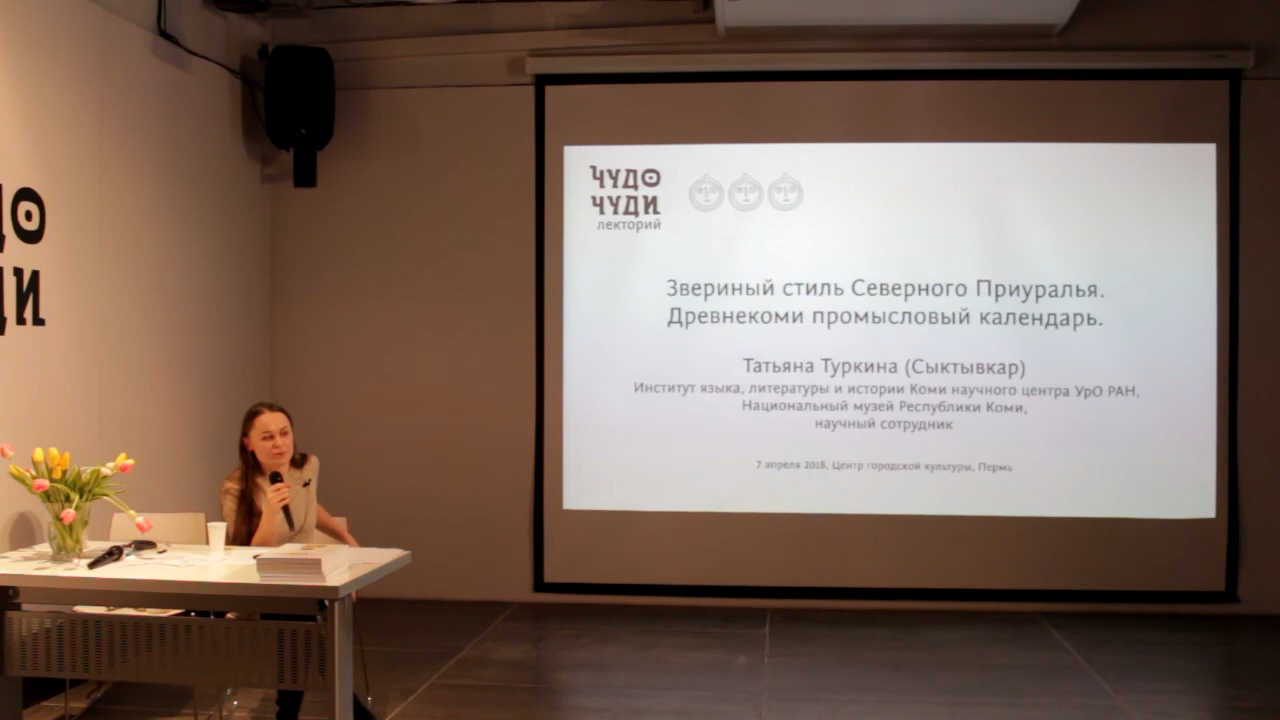 ДО
ДИ
ЧУДО
ЧУДИ
лекторий
Звериный стиль Северного Приуралья.
Древнекоми промысловый календарь.
Татьяна Туркина (Сыктывкар)
Институт языка, литературы и истории Коми научного центра УрО РАН,
Национальный музей Республики Коми,
научный сотрудник
7 апреля 2018. Центр городской культуры, Пермь